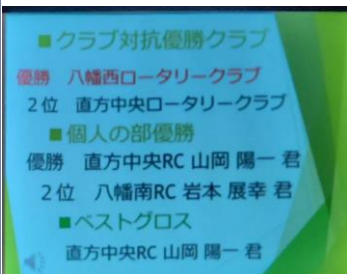 ■クラブ対抗優勝クラブ
優勝 八幡西ロータリークラブ
2位 直方中央ロータリークラブ
■個人の部優勝
優勝 直方中央RC 山岡 陽一 君
2位 八幡南RC 岩本 展幸 君
■ベストグロス
直方中央RC 山岡 陽一 君